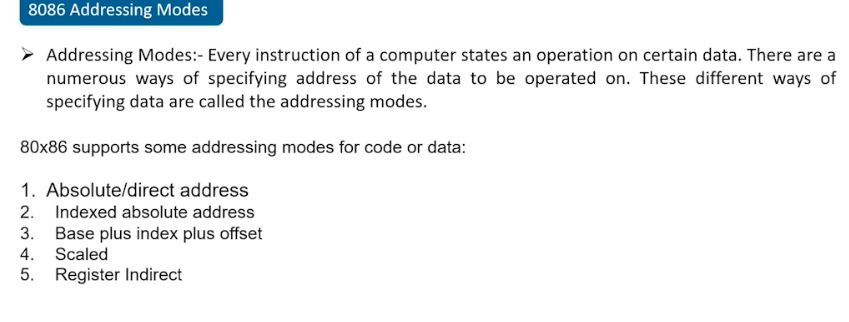 8086 Addressing Modes
➢ Addressing Modes:- Every instruction of a computer states an operation on certain data. There are a
numerous ways of specifying address of the data to be operated on. These different ways of
specifying data are called the addressing modes.
80x86 supports some addressing modes for code or data:
1. Absolute/direct address
2. Indexed absolute address
3. Base plus index plus offset
4. Scaled
5. Register Indirect